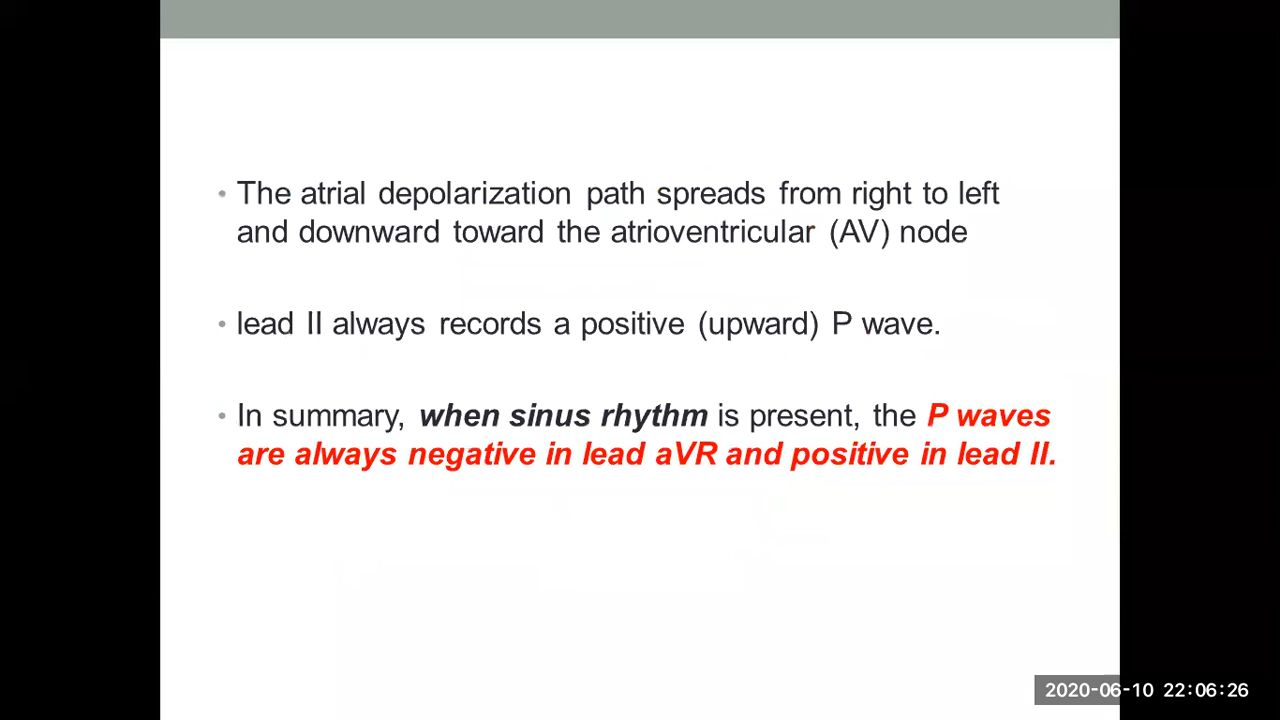 • The atrial depolarization path spreads from right to left
and downward toward the atrioventricular (AV) node
• lead II always records a positive (upward) P wave.
• In summary, when sinus rhythm is present, the P waves
are always negative in lead aVR and positive in lead II.
2020-06-10 22:06:26